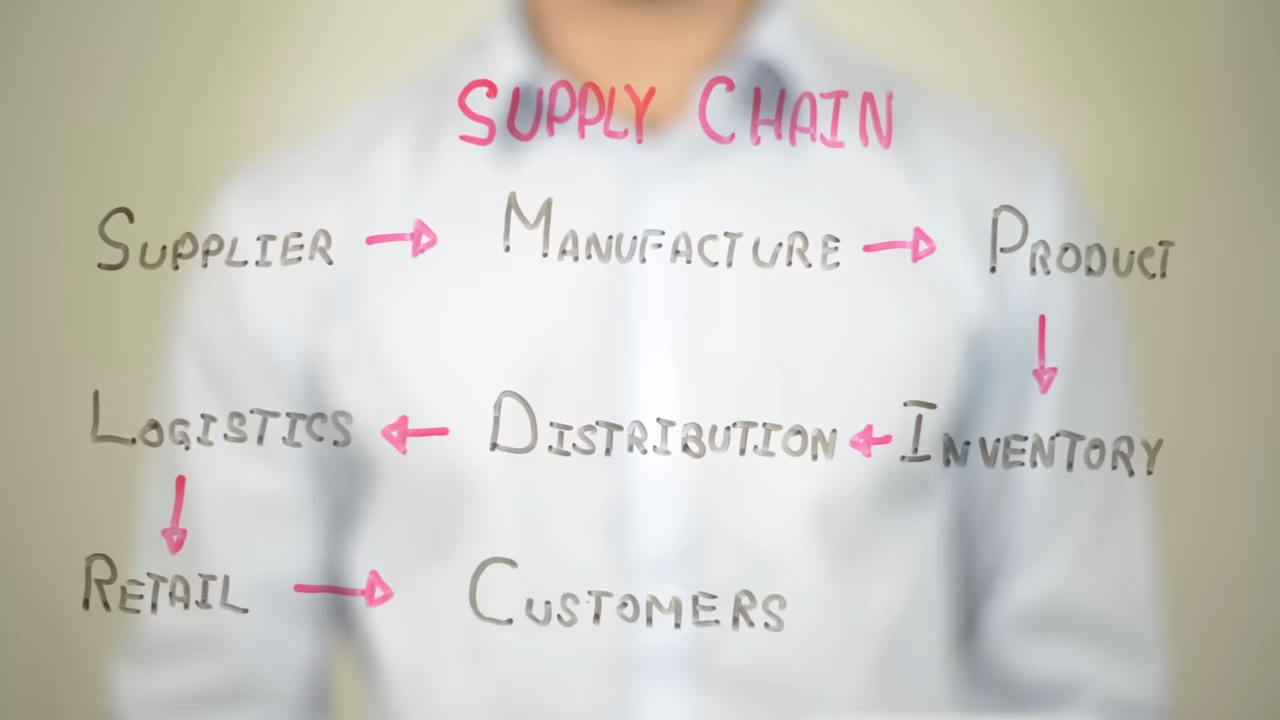 SUPPLY CHAIN
SUPPLIER → MANUFACTURE → PRODUCT
↓
LOGISTICS ← DISTRIBUTION ← INVENTORY
↓
RETAIL → CUSTOMERS